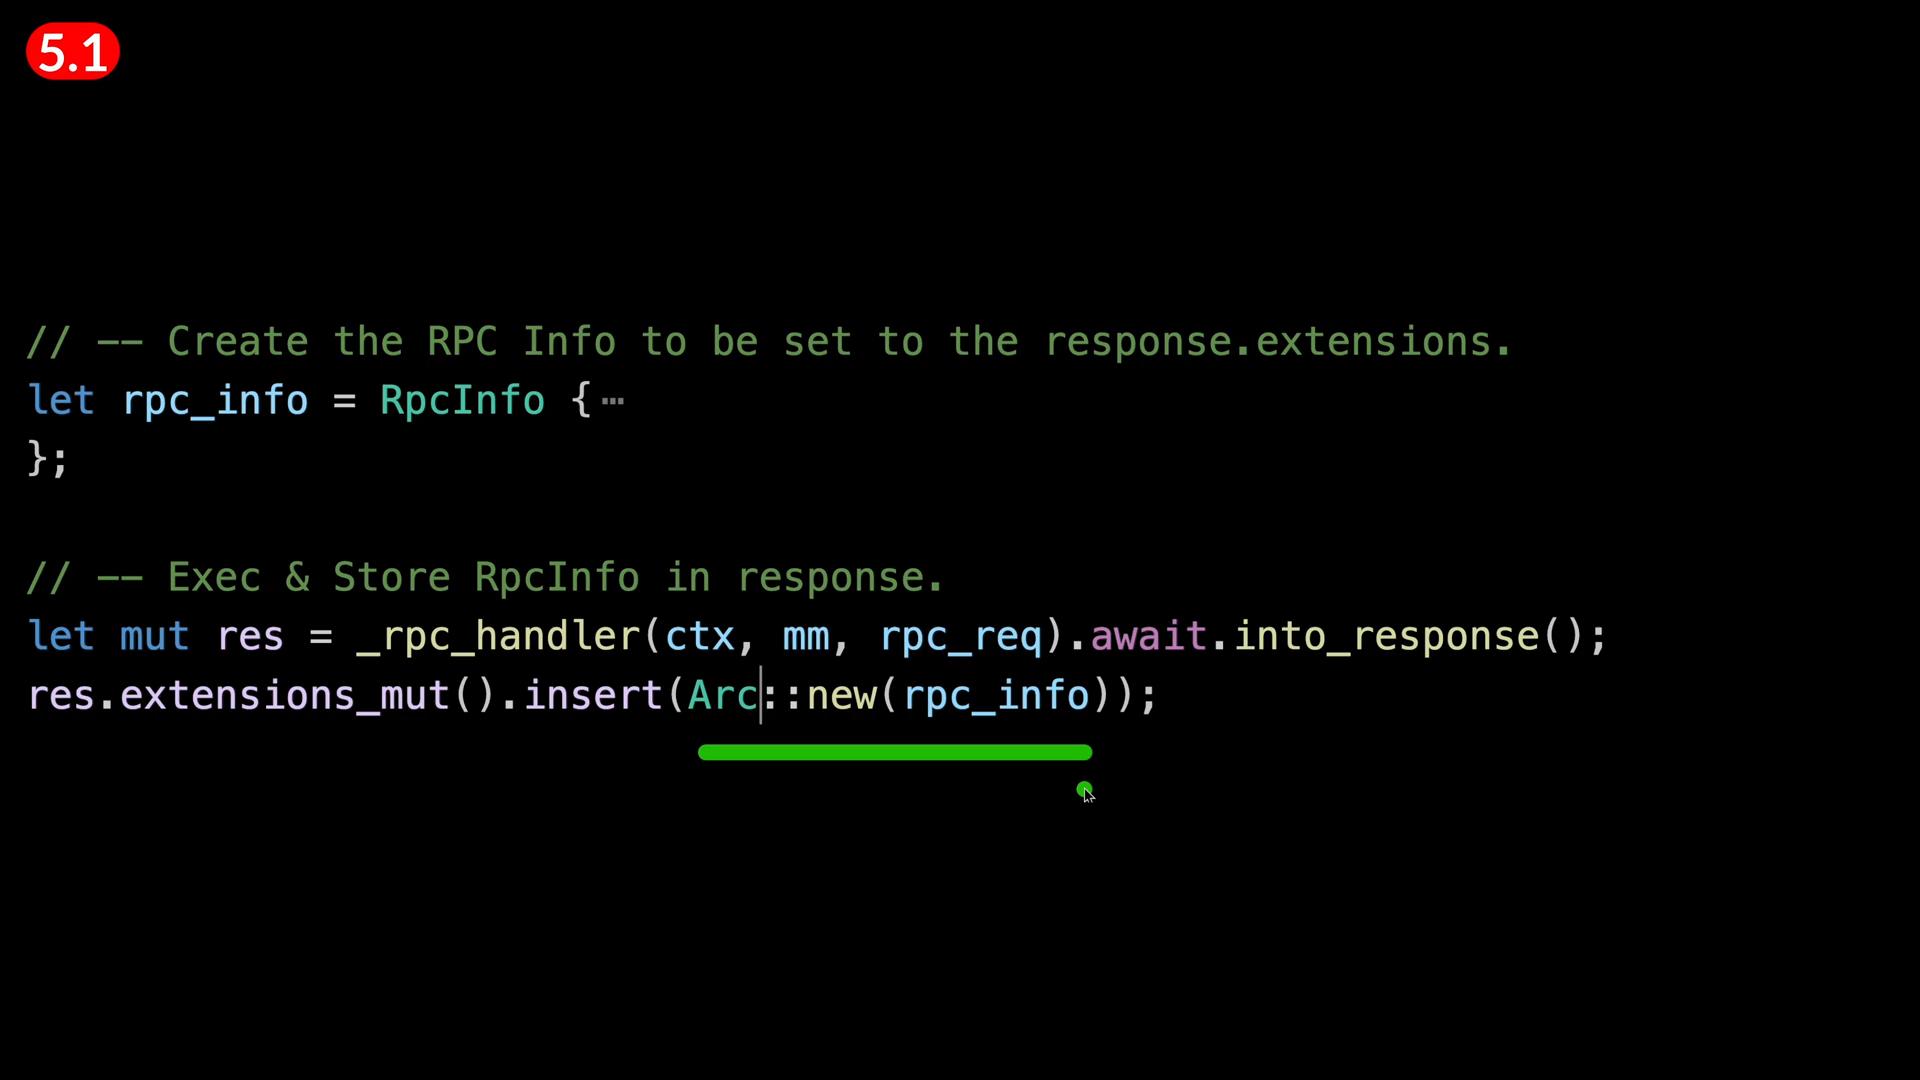 5.1
// -- Create the RPC Info to be set to the response.extensions.
let rpc_info = RpcInfo {⋯
};
// -- Exec & Store RpcInfo in response.
let mut res = _rpc_handler(ctx, mm, rpc_req).await.into_response();
res.extensions_mut().insert(Arc::new(rpc_info));